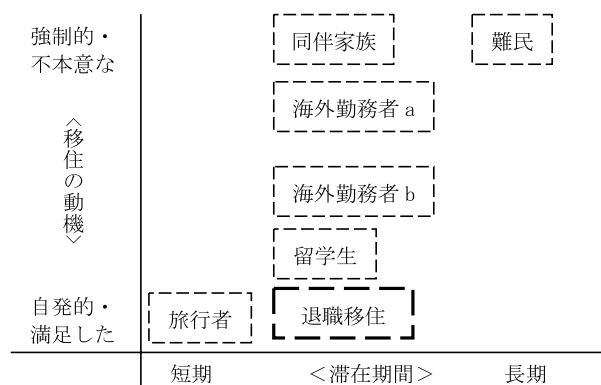 強制的・
不本意な
同伴家族
難民
海外勤務者 a
＜移住の動機＞
海外勤務者 b
留学生
自発的・
満足した
旅行者
退職移住
短期
＜滞在期間＞
長期